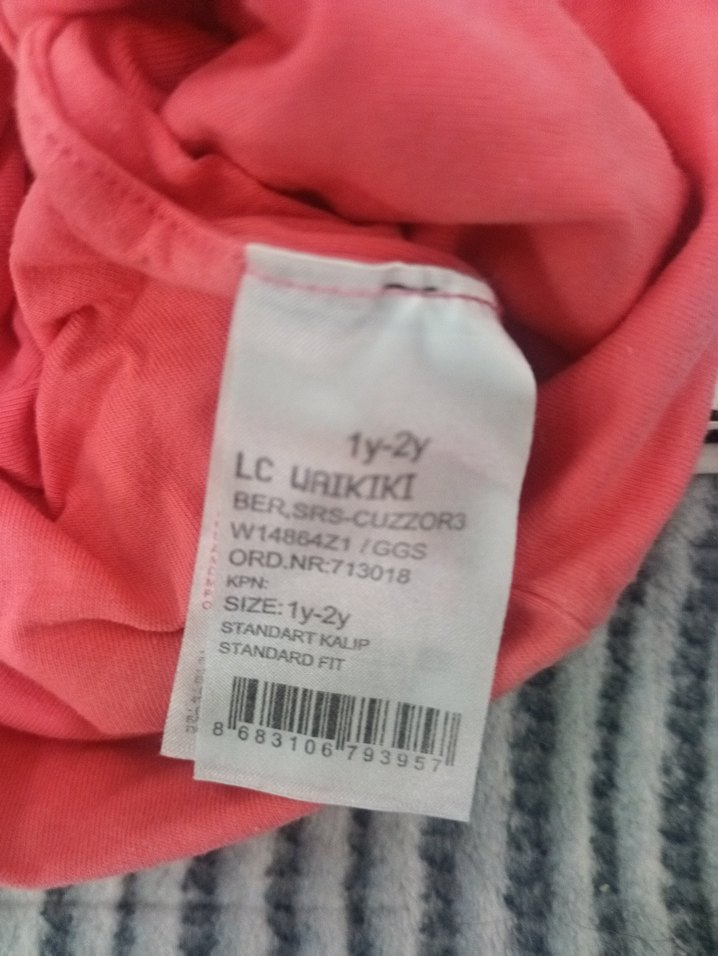 1y-2y
LC WAIKIKI
BER,SRS-CUZZOR3
W14864Z1 / GGS
ORD.NR:713018
KPN:
SIZE: 1y-2y
STANDART KALIP
STANDARD FIT
8 683106 793957